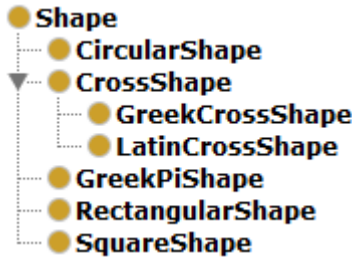 Shape
CircularShape
CrossShape
GreekCrossShape
LatinCrossShape
GreekPiShape
RectangularShape
SquareShape